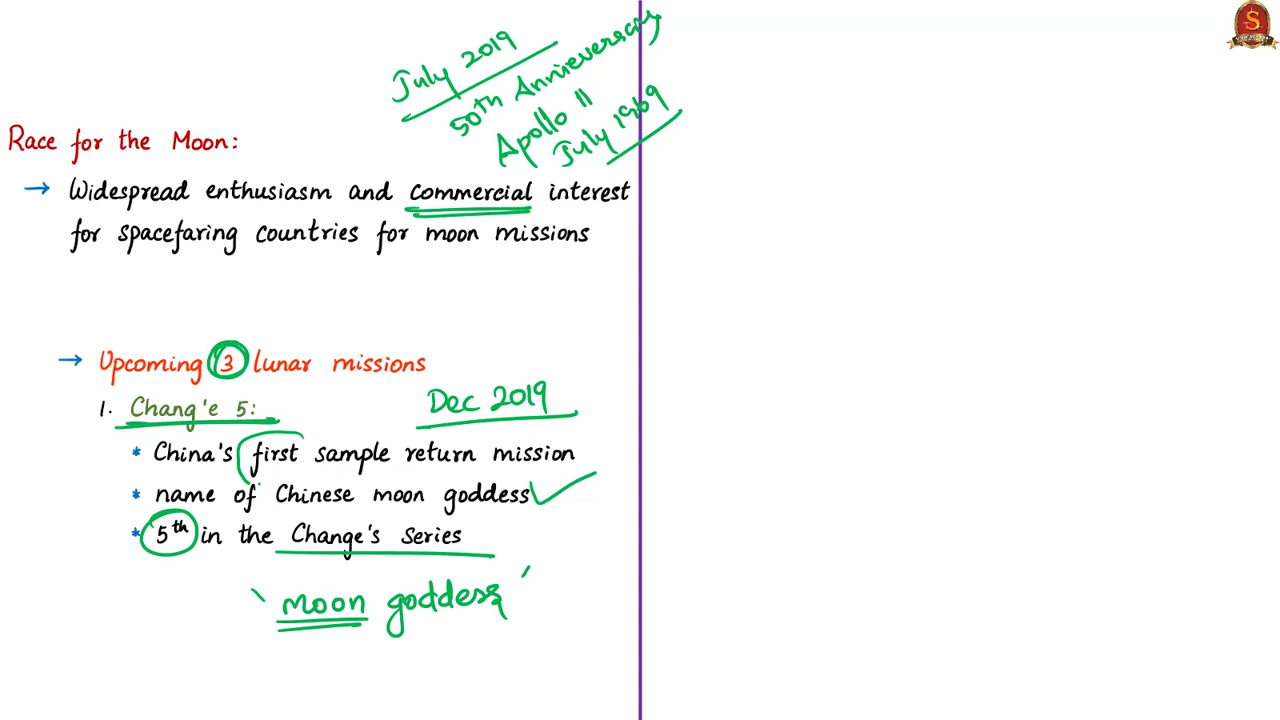 July 2019
50th Annieversary
Apollo 11
July 1969
Race for the Moon:
→ Widespread enthusiasm and commercial interest
for spacefaring countries for moon missions
→ Upcoming 3 lunar missions
1. Chang'e 5:
Dec 2019
* China's first sample return mission
* name of Chinese moon goddess
* 5th in the Change's Series
' moon goddess '
S